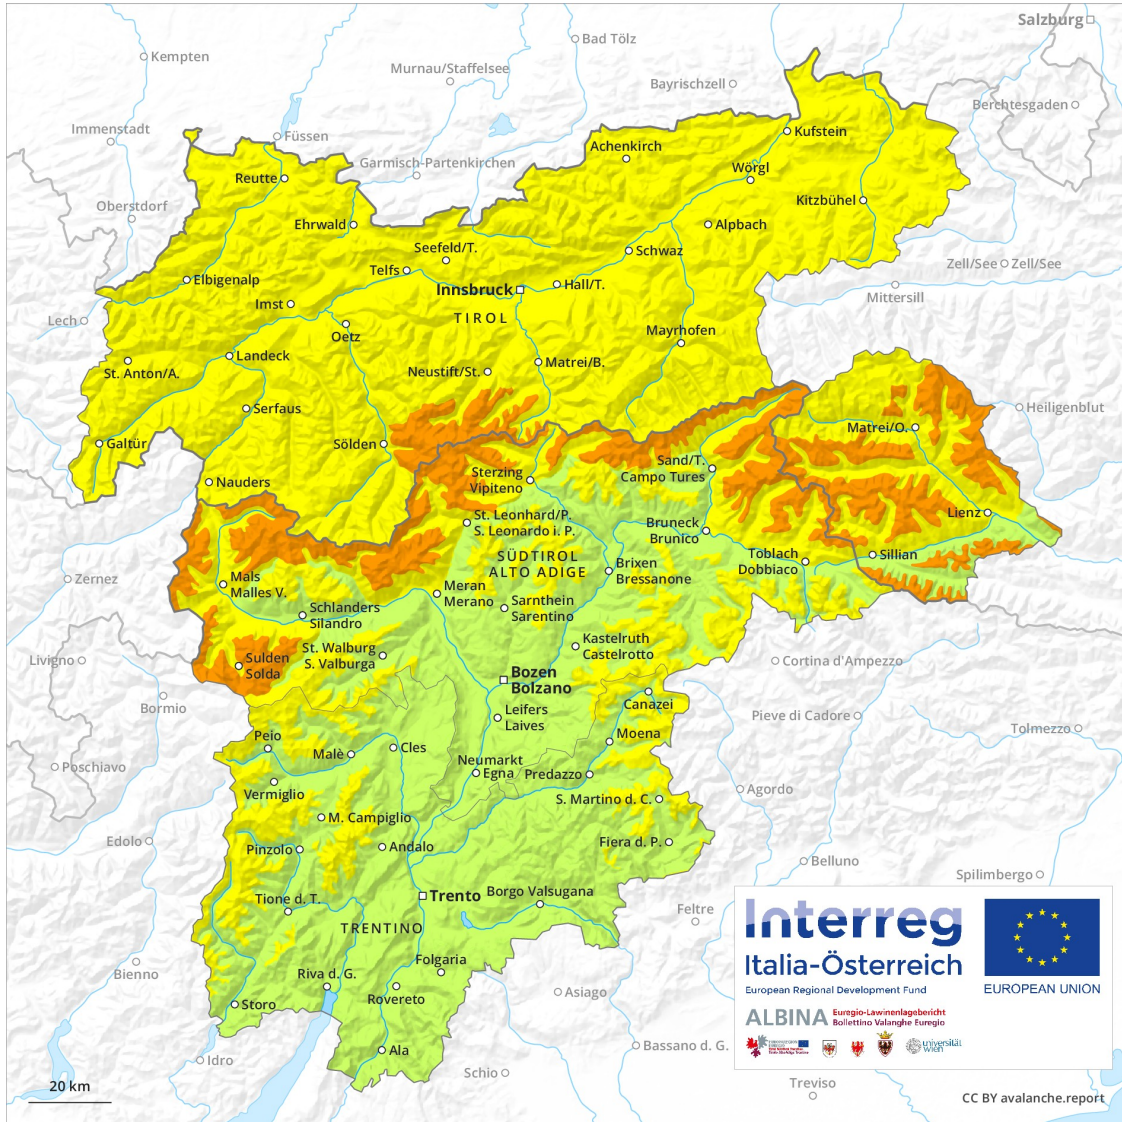 Salzburg
Bad Tölz
Kempten
Murnau/Staffelsee
Bayrischzell
Berchtesgaden
Immenstadt
Füssen
Kufstein
Achenkirch
Garmisch-Partenkirchen
Wörgl
Reutte
Oberstdorf
Kitzbühel
Ehrwald
Alpbach
Seefeld/T.
Schwaz
Zell/See
Zell/See
Telfs
Elbigenalp
Hall/T.
Innsbruck
Mittersill
Imst
TIROL
Lech
Mayrhofen
Oetz
Landeck
Matrei/B.
St. Anton/A.
Neustift/St.
Serfaus
Heiligenblut
Matrei/O.
Galtür
Sölden
Sand/T.
Campo Tures
Sterzing
Vipiteno
Nauders
Lienz
St. Leonhard/P.
S. Leonardo i. P.
Bruneck
Brunico
SÜDTIROL
ALTO ADIGE
Toblach
Dobbiaco
Sillian
Brixen
Bressanone
Zernez
Mals
Malles V.
Meran
Merano
Sarnthein
Sarentino
Schlanders
Silandro
Kastelruth
Castelrotto
St. Walburg
S. Valburga
Livigno
Sulden
Solda
Cortina d'Ampezzo
Bozen
Bolzano
Canazei
Bormio
Leifers
Laives
Pieve di Cadore
Tolmezzo
Peio
Moena
Cles
Malè
Neumarkt
Egna
Predazzo
Poschiavo
Vermiglio
Agordo
S. Martino d. C.
M. Campiglio
Edolo
Pinzolo
Andalo
Fiera d. P.
Belluno
Spilimbergo
Trento
Borgo Valsugana
Tione d. T.
Feltre
TRENTINO
Folgaria
Bienno
Riva d. G.
Rovereto
Asiago
Storo
Ala
Bassano d. G.
Idro
Schio
Treviso
20 km
Interreg
Italia-Österreich
European Regional Development Fund
EUROPEAN UNION
ALBINA
Euregio-Lawinenlagebericht
Bollettino Valanghe Euregio
universität
wien
CC BY avalanche.report